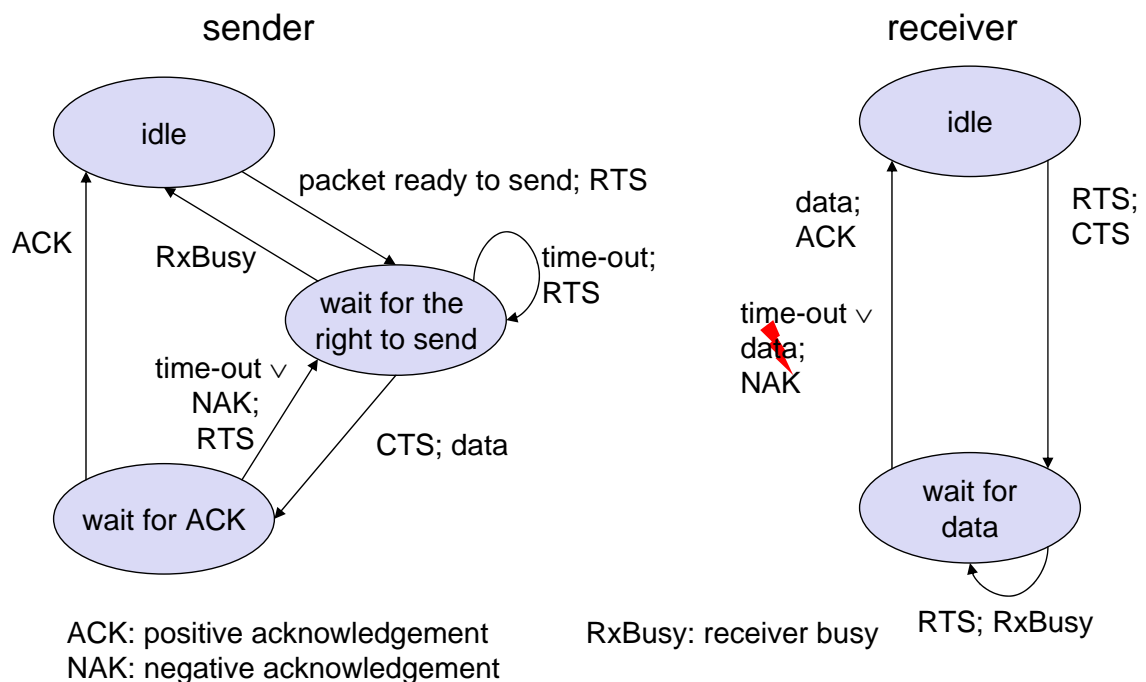 sender
receiver
idle
idle
packet ready to send; RTS
ACK
RxBusy
time-out;
RTS
wait for the
right to send
time-out ∨
NAK;
RTS
CTS; data
wait for ACK
data;
ACK
RTS;
CTS
time-out ∨
data;
NAK
wait for
data
RTS; RxBusy
ACK: positive acknowledgement
NAK: negative acknowledgement
RxBusy: receiver busy